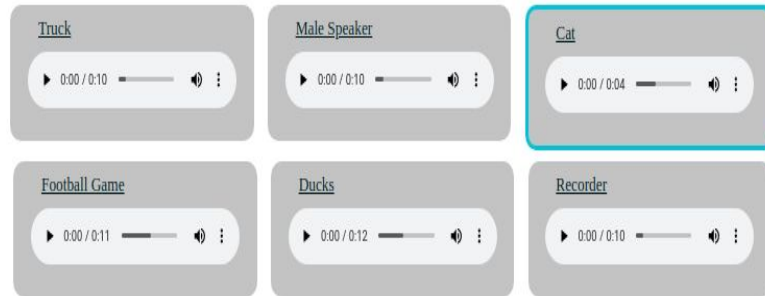 Truck
0:00 / 0:10
Male Speaker
0:00 / 0:10
Cat
0:00 / 0:04
Football Game
0:00 / 0:11
Ducks
0:00 / 0:12
Recorder
0:00 / 0:10